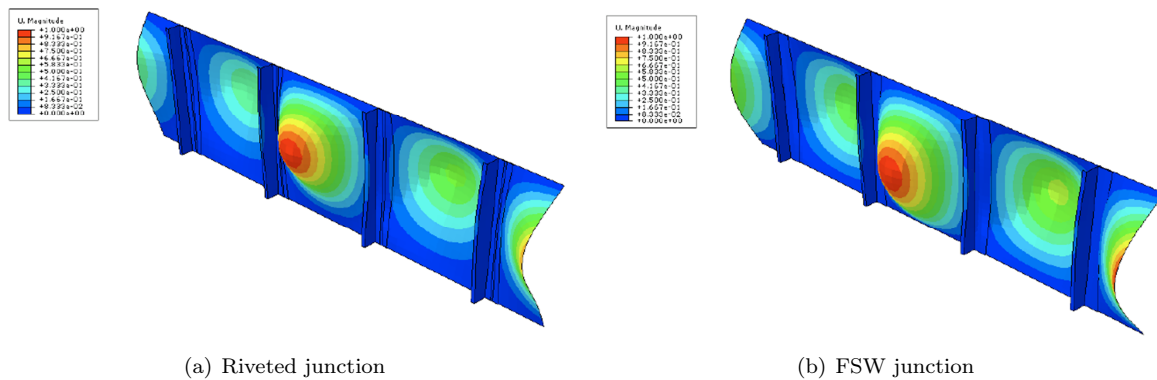 U, Magnitude
+1.000e+00
+9.167e-01
+8.333e-01
+7.500e-01
+6.667e-01
+5.833e-01
+5.000e-01
+4.167e-01
+3.333e-01
+2.500e-01
+1.667e-01
+8.333e-02
+0.000e+00
U, Magnitude
+1.000e+00
+9.167e-01
+8.333e-01
+7.500e-01
+6.667e-01
+5.833e-01
+5.000e-01
+4.167e-01
+3.333e-01
+2.500e-01
+1.667e-01
+8.333e-02
+0.000e+00
(a) Riveted junction
(b) FSW junction